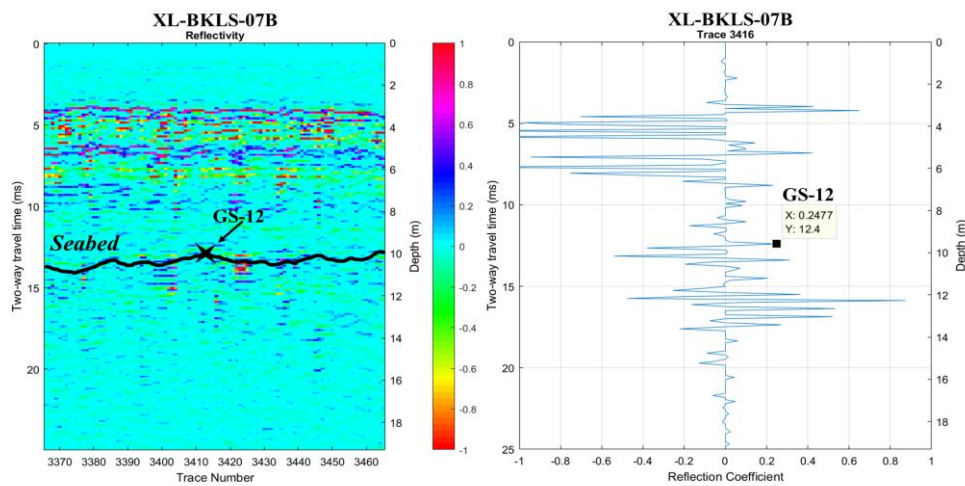 XL-BKLS-07B
Reflectivity
0
5
10
15
20
Two-way travel time (ms)
0
2
4
6
8
10
12
14
16
18
Depth (m)
Seabed
GS-12
3370 3380 3390 3400 3410 3420 3430 3440 3450 3460
Trace Number
1
0.8
0.6
0.4
0.2
0
-0.2
-0.4
-0.6
-0.8
-1
XL-BKLS-07B
Trace 3416
0
5
10
15
20
25
Two-way travel time (ms)
0
2
4
6
8
10
12
14
16
18
Depth (m)
GS-12
X: 0.2477
Y: 12.4
-1 -0.8 -0.6 -0.4 -0.2 0 0.2 0.4 0.6 0.8 1
Reflection Coefficient